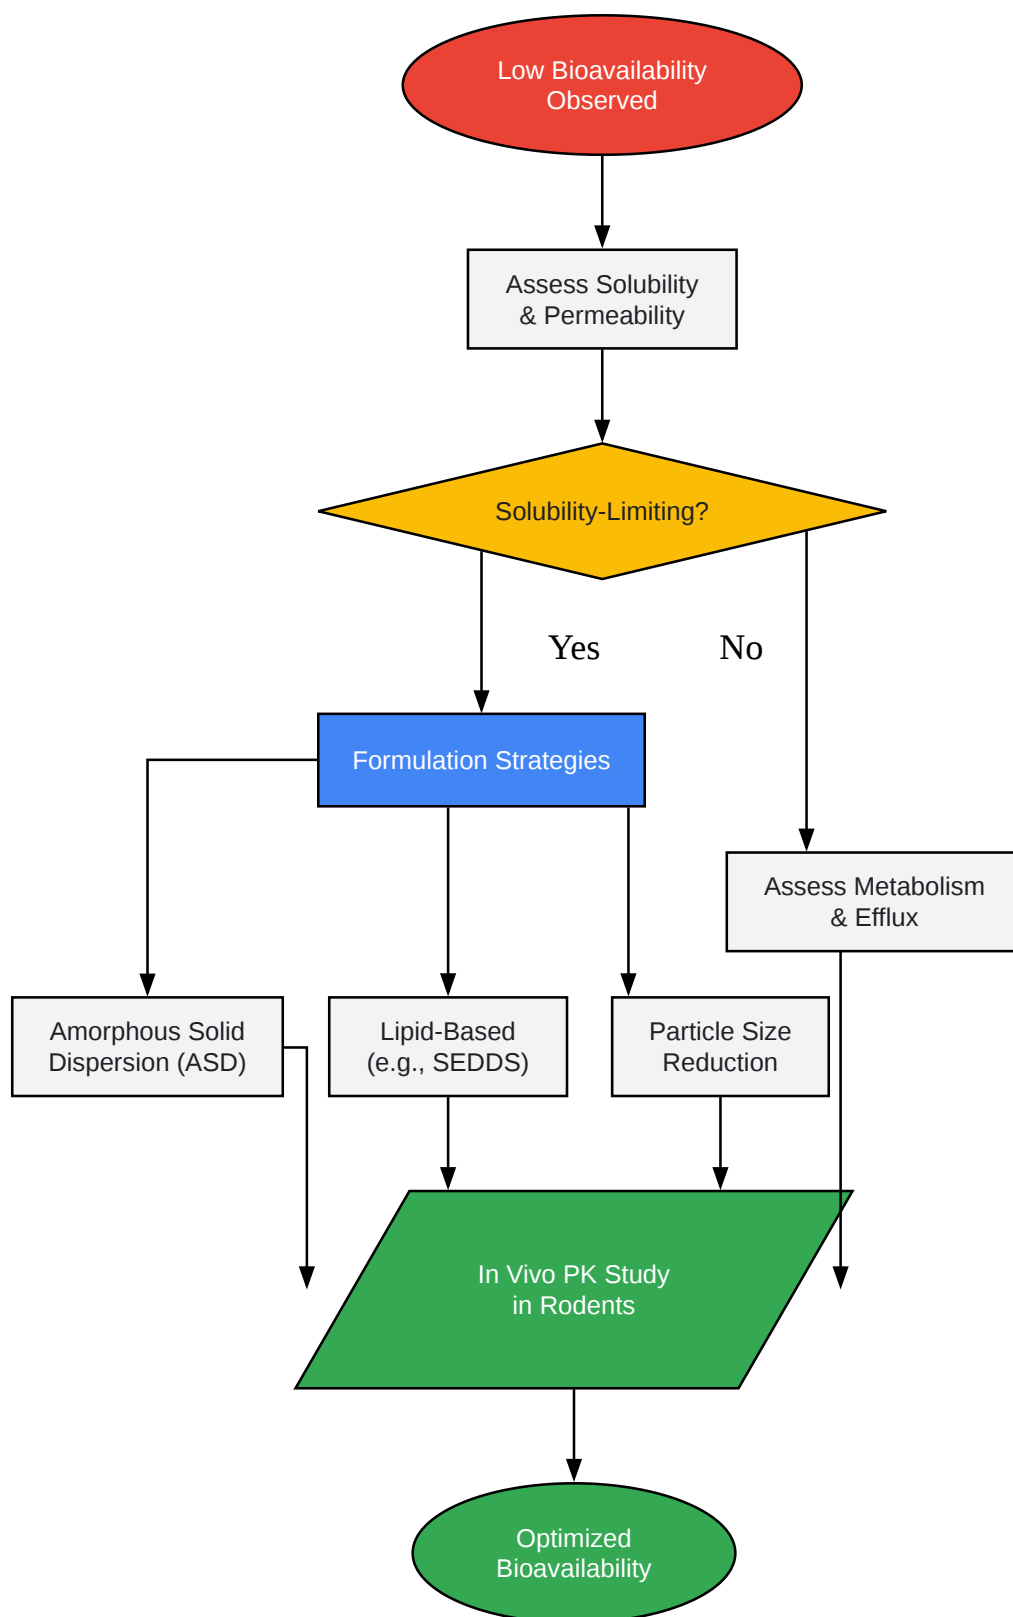 Low Bioavailability
Observed
Assess Solubility
& Permeability
Solubility-Limiting?
Yes
No
Formulation Strategies
Assess Metabolism
& Efflux
Amorphous Solid
Dispersion (ASD)
Lipid-Based
(e.g., SEDDS)
Particle Size
Reduction
In Vivo PK Study
in Rodents
Optimized
Bioavailability